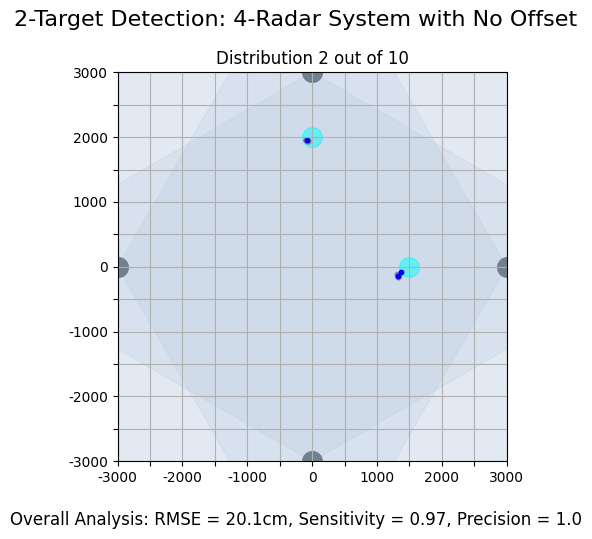 2-Target Detection: 4-Radar System with No Offset
Distribution 2 out of 10
3000
2000
1000
0
-1000
-2000
-3000
-3000 -2000 -1000 0 1000 2000 3000
Overall Analysis: RMSE = 20.1cm, Sensitivity = 0.97, Precision = 1.0